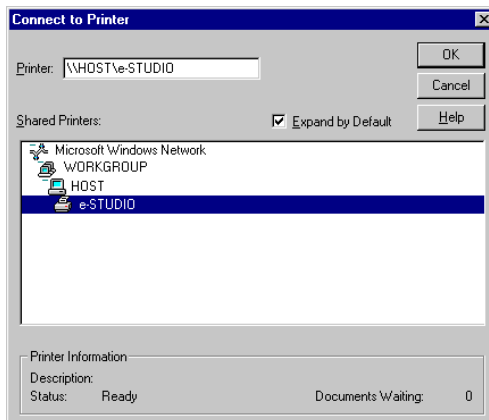 Connect to Printer
Printer: \\HOST\e-STUDIO
OK
Cancel
Shared Printers:
Expand by Default
Help
Microsoft Windows Network
WORKGROUP
HOST
e-STUDIO
Printer Information
Description:
Status: Ready Documents Waiting: 0